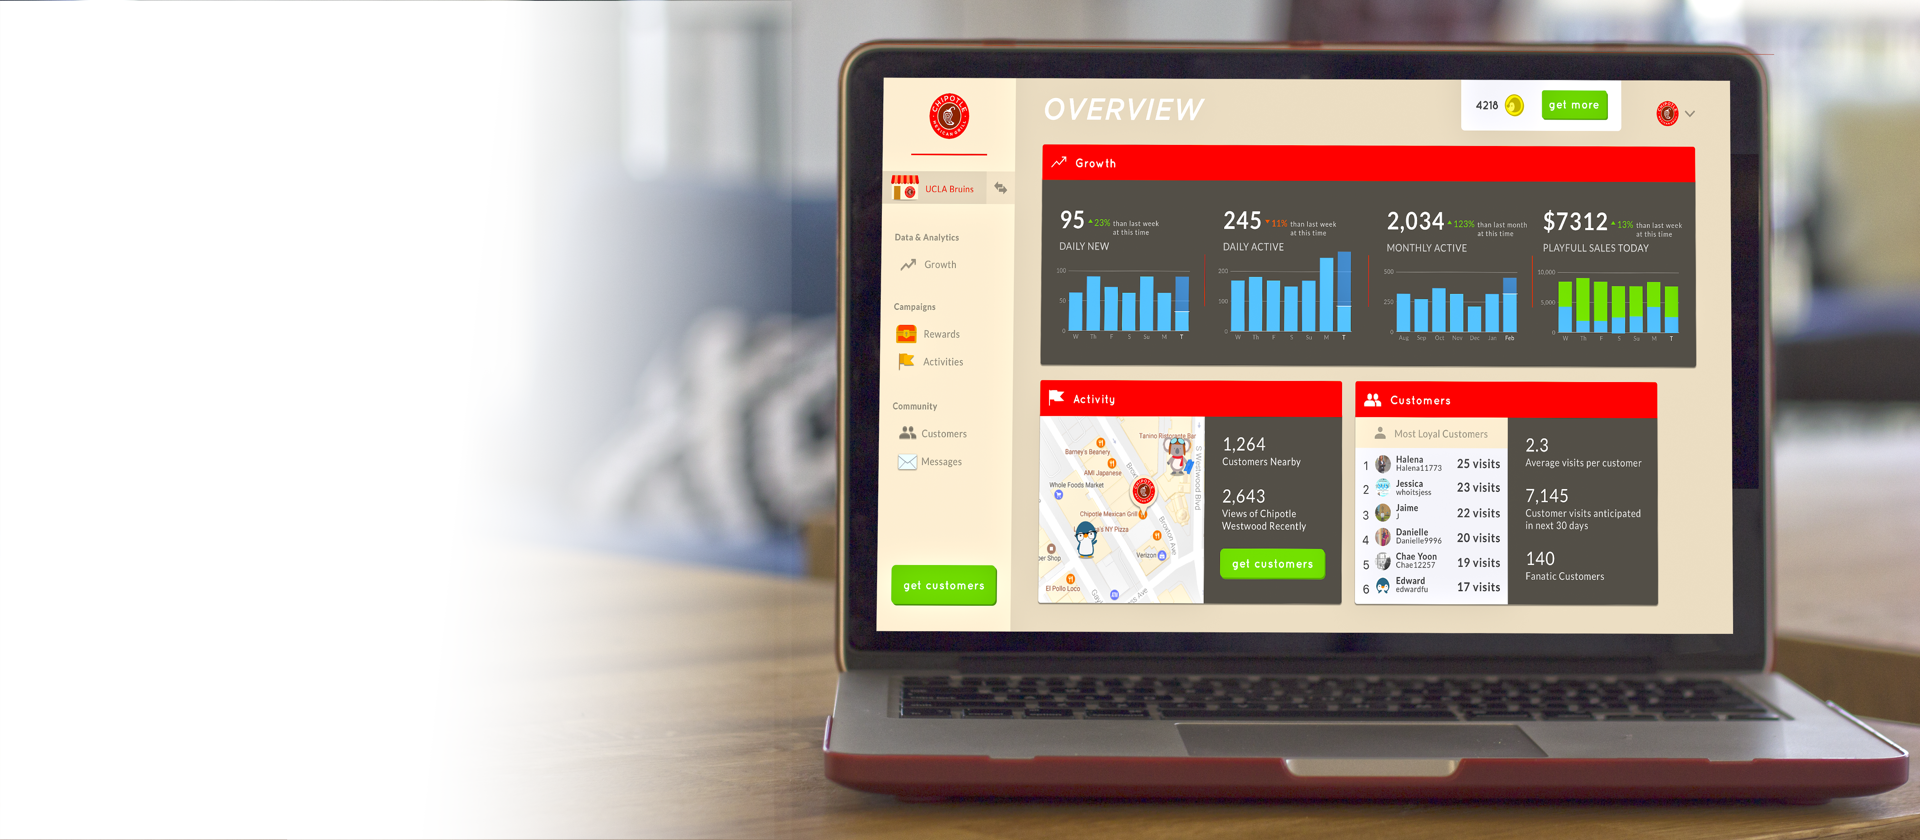 CHIPOTLE
MEXICAN GRILL
OVERVIEW
4218
get more
UCLA Bruins
Data & Analytics
Growth
Campaigns
Rewards
Activities
Community
Customers
Messages
get customers
Growth
95 23% than last week
at this time
DAILY NEW
100
50
0
W Th F S Su M T
245 11% than last week
at this time
DAILY ACTIVE
200
100
0
W Th F S Su M T
2,034 123% than last month
at this time
MONTHLY ACTIVE
500
250
0
Aug Sep Oct Nov Dec Jan Feb
$7312 13% than last week
at this time
PLAYFULL SALES TODAY
10,000
5,000
0
W Th F S Su M T
Activity
Tanino Ristorante Bar
Barney's Beanery
AMI Japanese
Whole Foods Market
Chipotle Mexican Grill
NY Pizza
Verizon
per Shop
El Pollo Loco
S Westwood Blvd
Broxton Ave
1,264
Customers Nearby
2,643
Views of Chipotle
Westwood Recently
get customers
Customers
Most Loyal Customers
1 Halena 25 visits
Halena11773
2 Jessica 23 visits
whoitsjess
3 Jaime 22 visits
J
4 Danielle 20 visits
Danielle9996
5 Chae Yoon 19 visits
Chae12257
6 Edward 17 visits
edwardfu
2.3
Average visits per customer
7,145
Customer visits anticipated
in next 30 days
140
Fanatic Customers